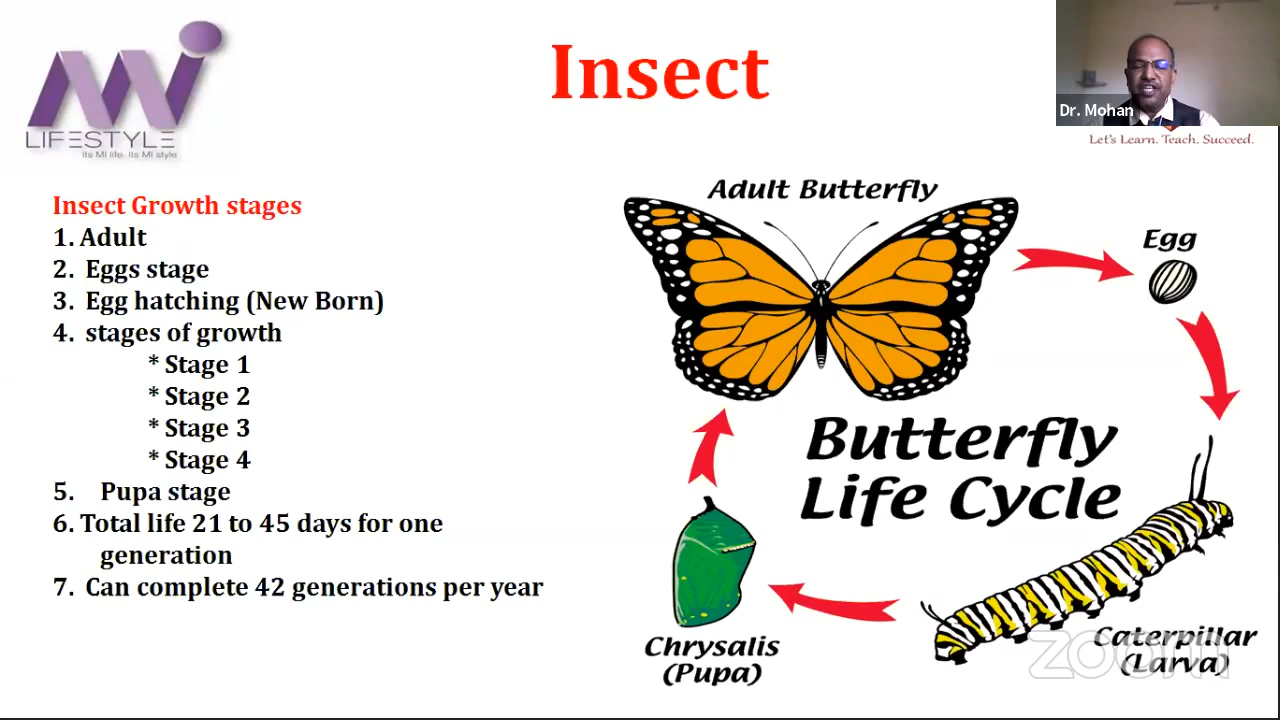 Mi
LIFESTYLE
Its Mi life. Its Mi style
Insect
Dr. Mohan
Let's Learn. Teach. Succeed.
Insect Growth stages
1. Adult
2. Eggs stage
3. Egg hatching (New Born)
4. stages of growth
* Stage 1
* Stage 2
* Stage 3
* Stage 4
5. Pupa stage
6. Total life 21 to 45 days for one
generation
7. Can complete 42 generations per year
Adult Butterfly
Egg
Butterfly
Life Cycle
Chrysalis
(Pupa)
Caterpillar
(Larva)
zoom